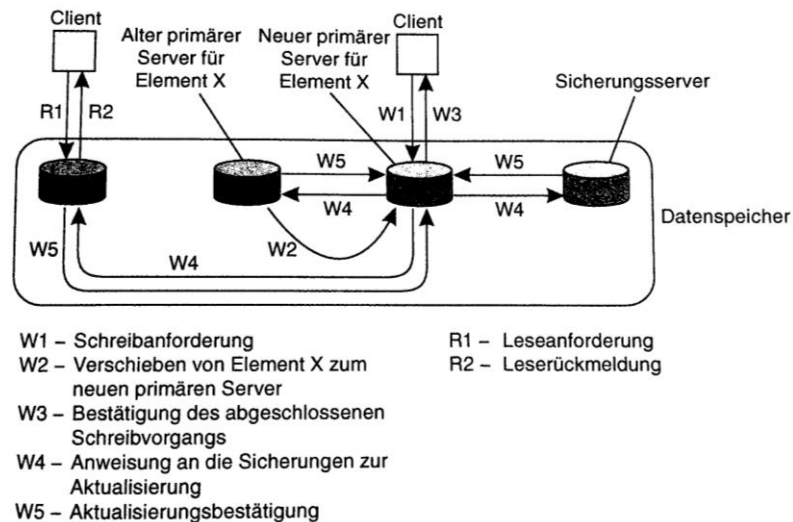 Client
Alter primärer
Server für
Element X
Neuer primärer
Server für
Element X
Client
Sicherungsserver
R1
R2
W1
W3
W5
W5
W4
W4
W5
W2
W4
Datenspeicher
W1 – Schreibanforderung
W2 – Verschieben von Element X zum
neuen primären Server
W3 – Bestätigung des abgeschlossenen
Schreibvorgangs
W4 – Anweisung an die Sicherungen zur
Aktualisierung
W5 – Aktualisierungsbestätigung
R1 – Leseanforderung
R2 – Leserückmeldung